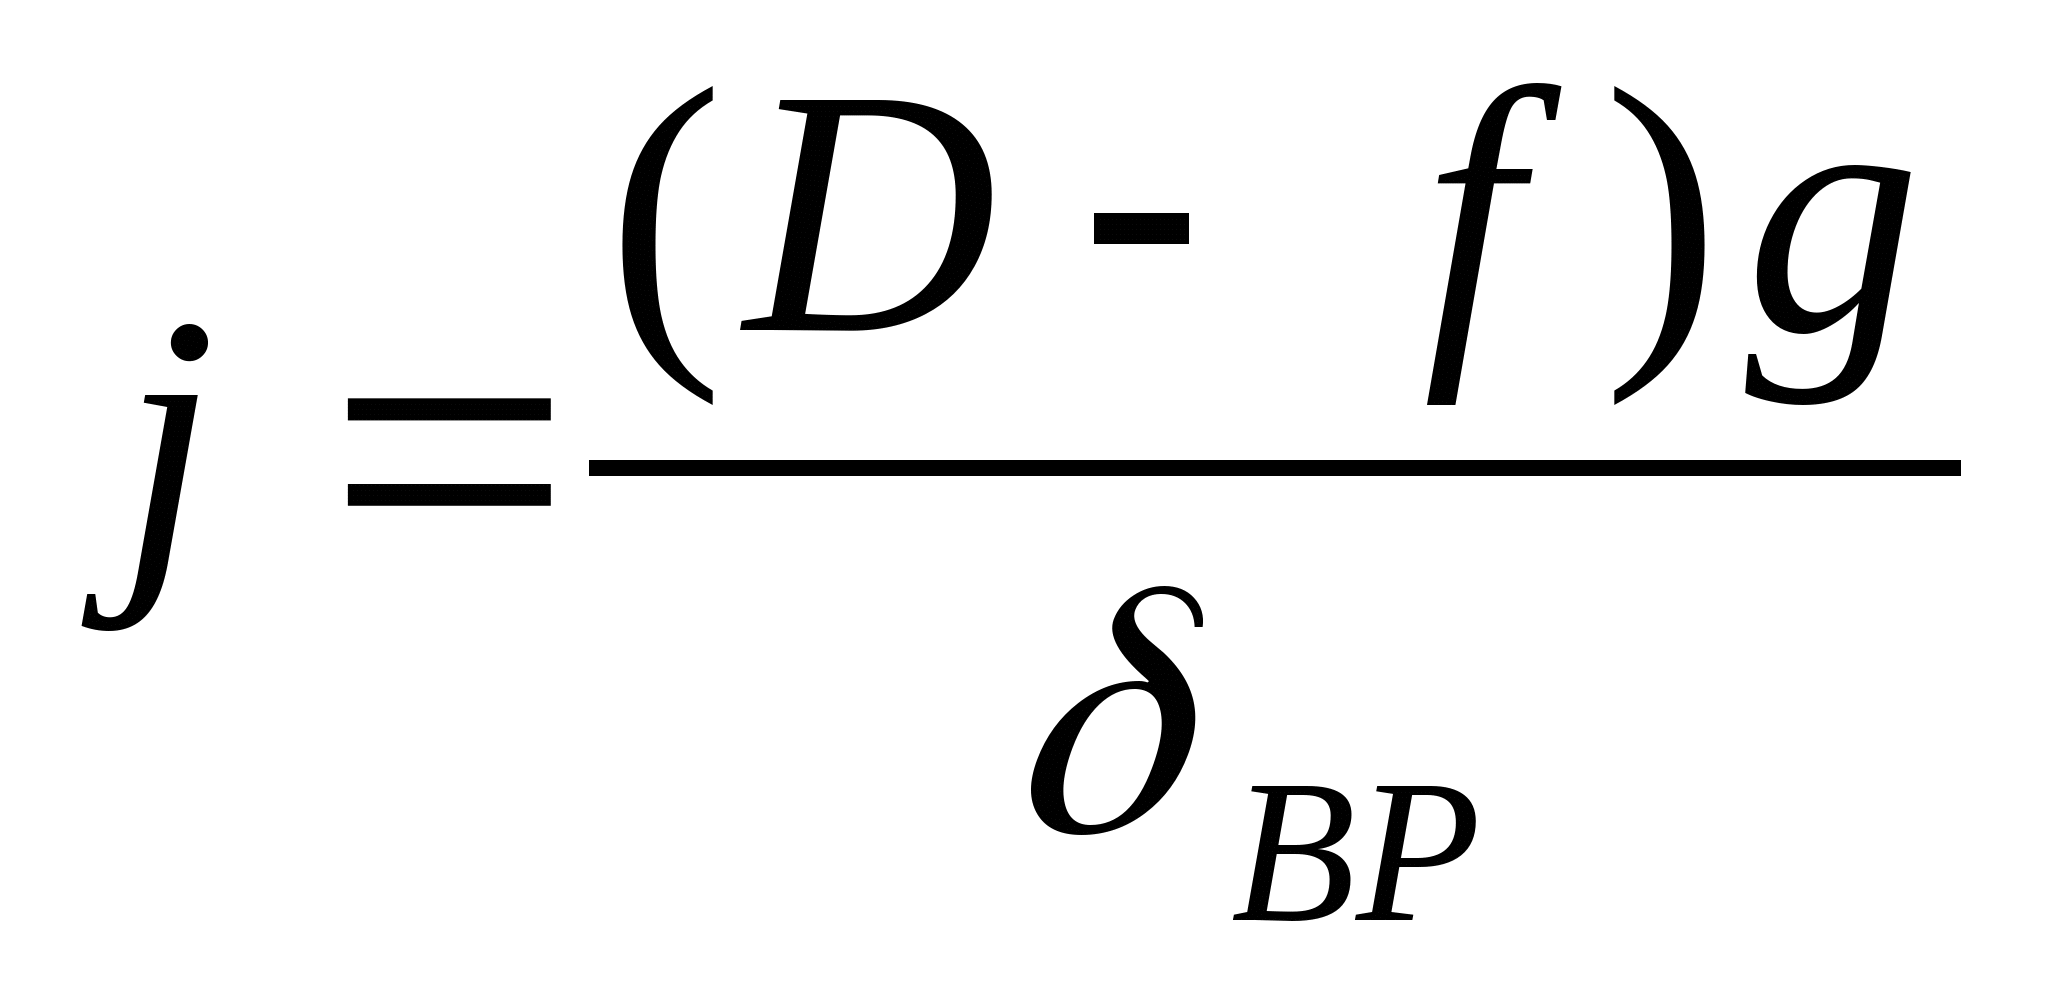 j = (D - f)g / δ_BP